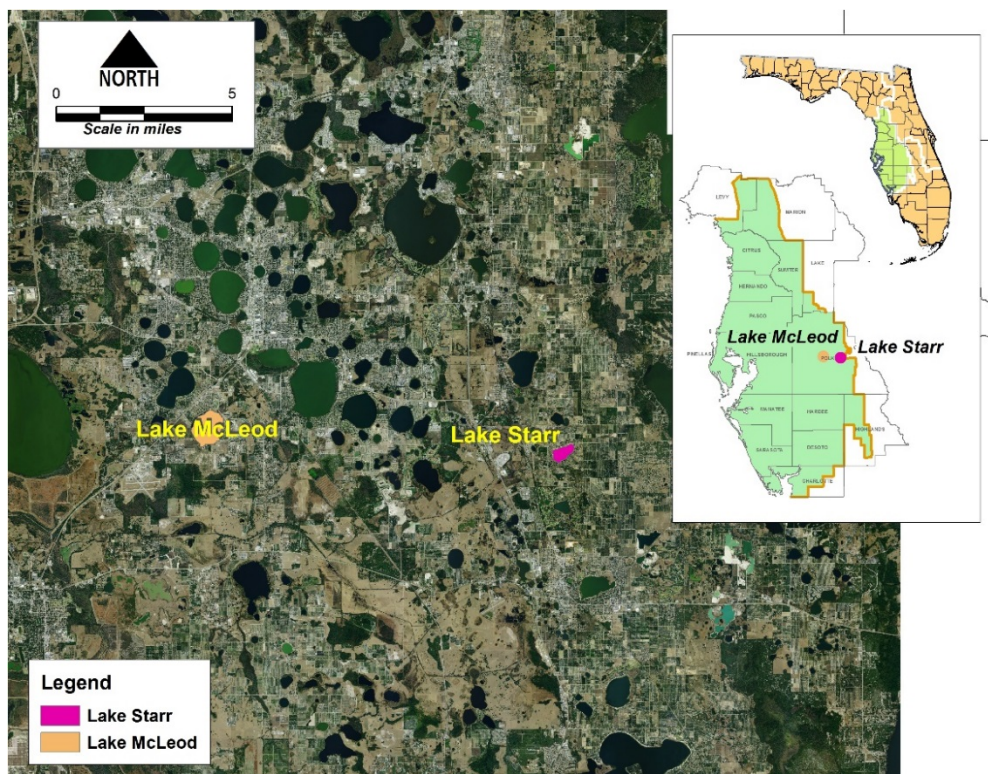 NORTH
0 5
Scale in miles
Lake McLeod
Lake Starr
Legend
Lake Starr
Lake McLeod
LEVY
MARION
CITRUS
SUMTER
LAKE
HERNANDO
PASCO
Lake McLeod
Lake Starr
PINELLAS
HILLSBOROUGH
POLK
MANATEE
HARDEE
HIGHLANDS
SARASOTA
DESOTO
CHARLOTTE